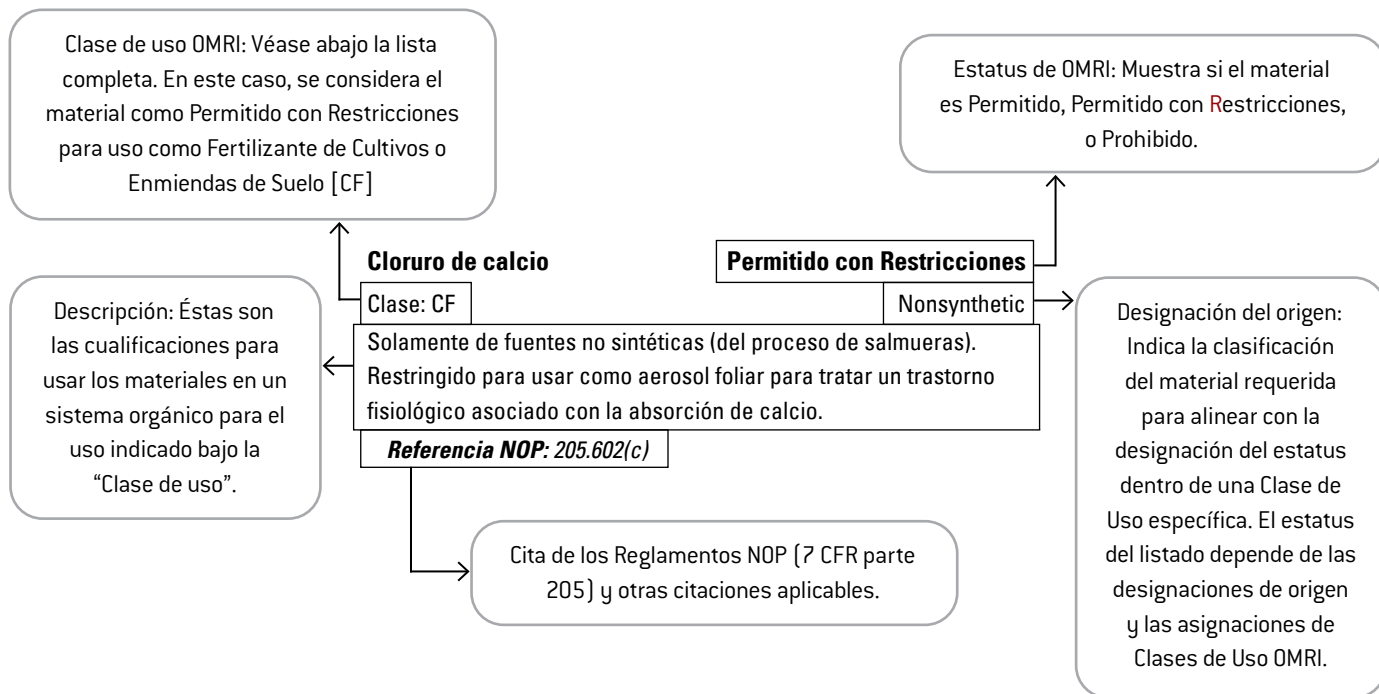 Clase de uso OMRI: Véase abajo la lista
completa. En este caso, se considera el
material como Permitido con Restricciones
para uso como Fertilizante de Cultivos o
Enmiendas de Suelo [CF]
Estatus de OMRI: Muestra si el material
es Permitido, Permitido con Restricciones,
o Prohibido.
Cloruro de calcio
Permitido con Restricciones
Clase: CF
Nonsynthetic
Solamente de fuentes no sintéticas (del proceso de salmueras).
Restringido para usar como aerosol foliar para tratar un trastorno
fisiológico asociado con la absorción de calcio.
Referencia NOP: 205.602(c)
Descripción: Éstas son
las cualificaciones para
usar los materiales en un
sistema orgánico para el
uso indicado bajo la
“Clase de uso”.
Designación del origen:
Indica la clasificación
del material requerida
para alinear con la
designación del estatus
dentro de una Clase de
Uso específica. El estatus
del listado depende de las
designaciones de origen
y las asignaciones de
Clases de Uso OMRI.
Cita de los Reglamentos NOP (7 CFR parte
205) y otras citaciones aplicables.